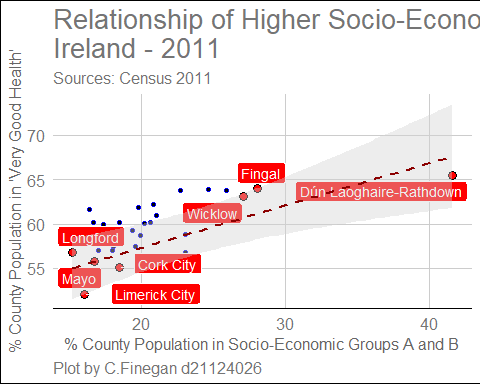 Relationship of Higher Socio-Econo
Ireland - 2011
Sources: Census 2011
% County Population in 'Very Good Health'
70
65
60
55
Fingal
Dún Laoghaire-Rathdown
Wicklow
Longford
Cork City
Mayo
Limerick City
20
30
40
% County Population in Socio-Economic Groups A and B
Plot by C.Finegan d21124026